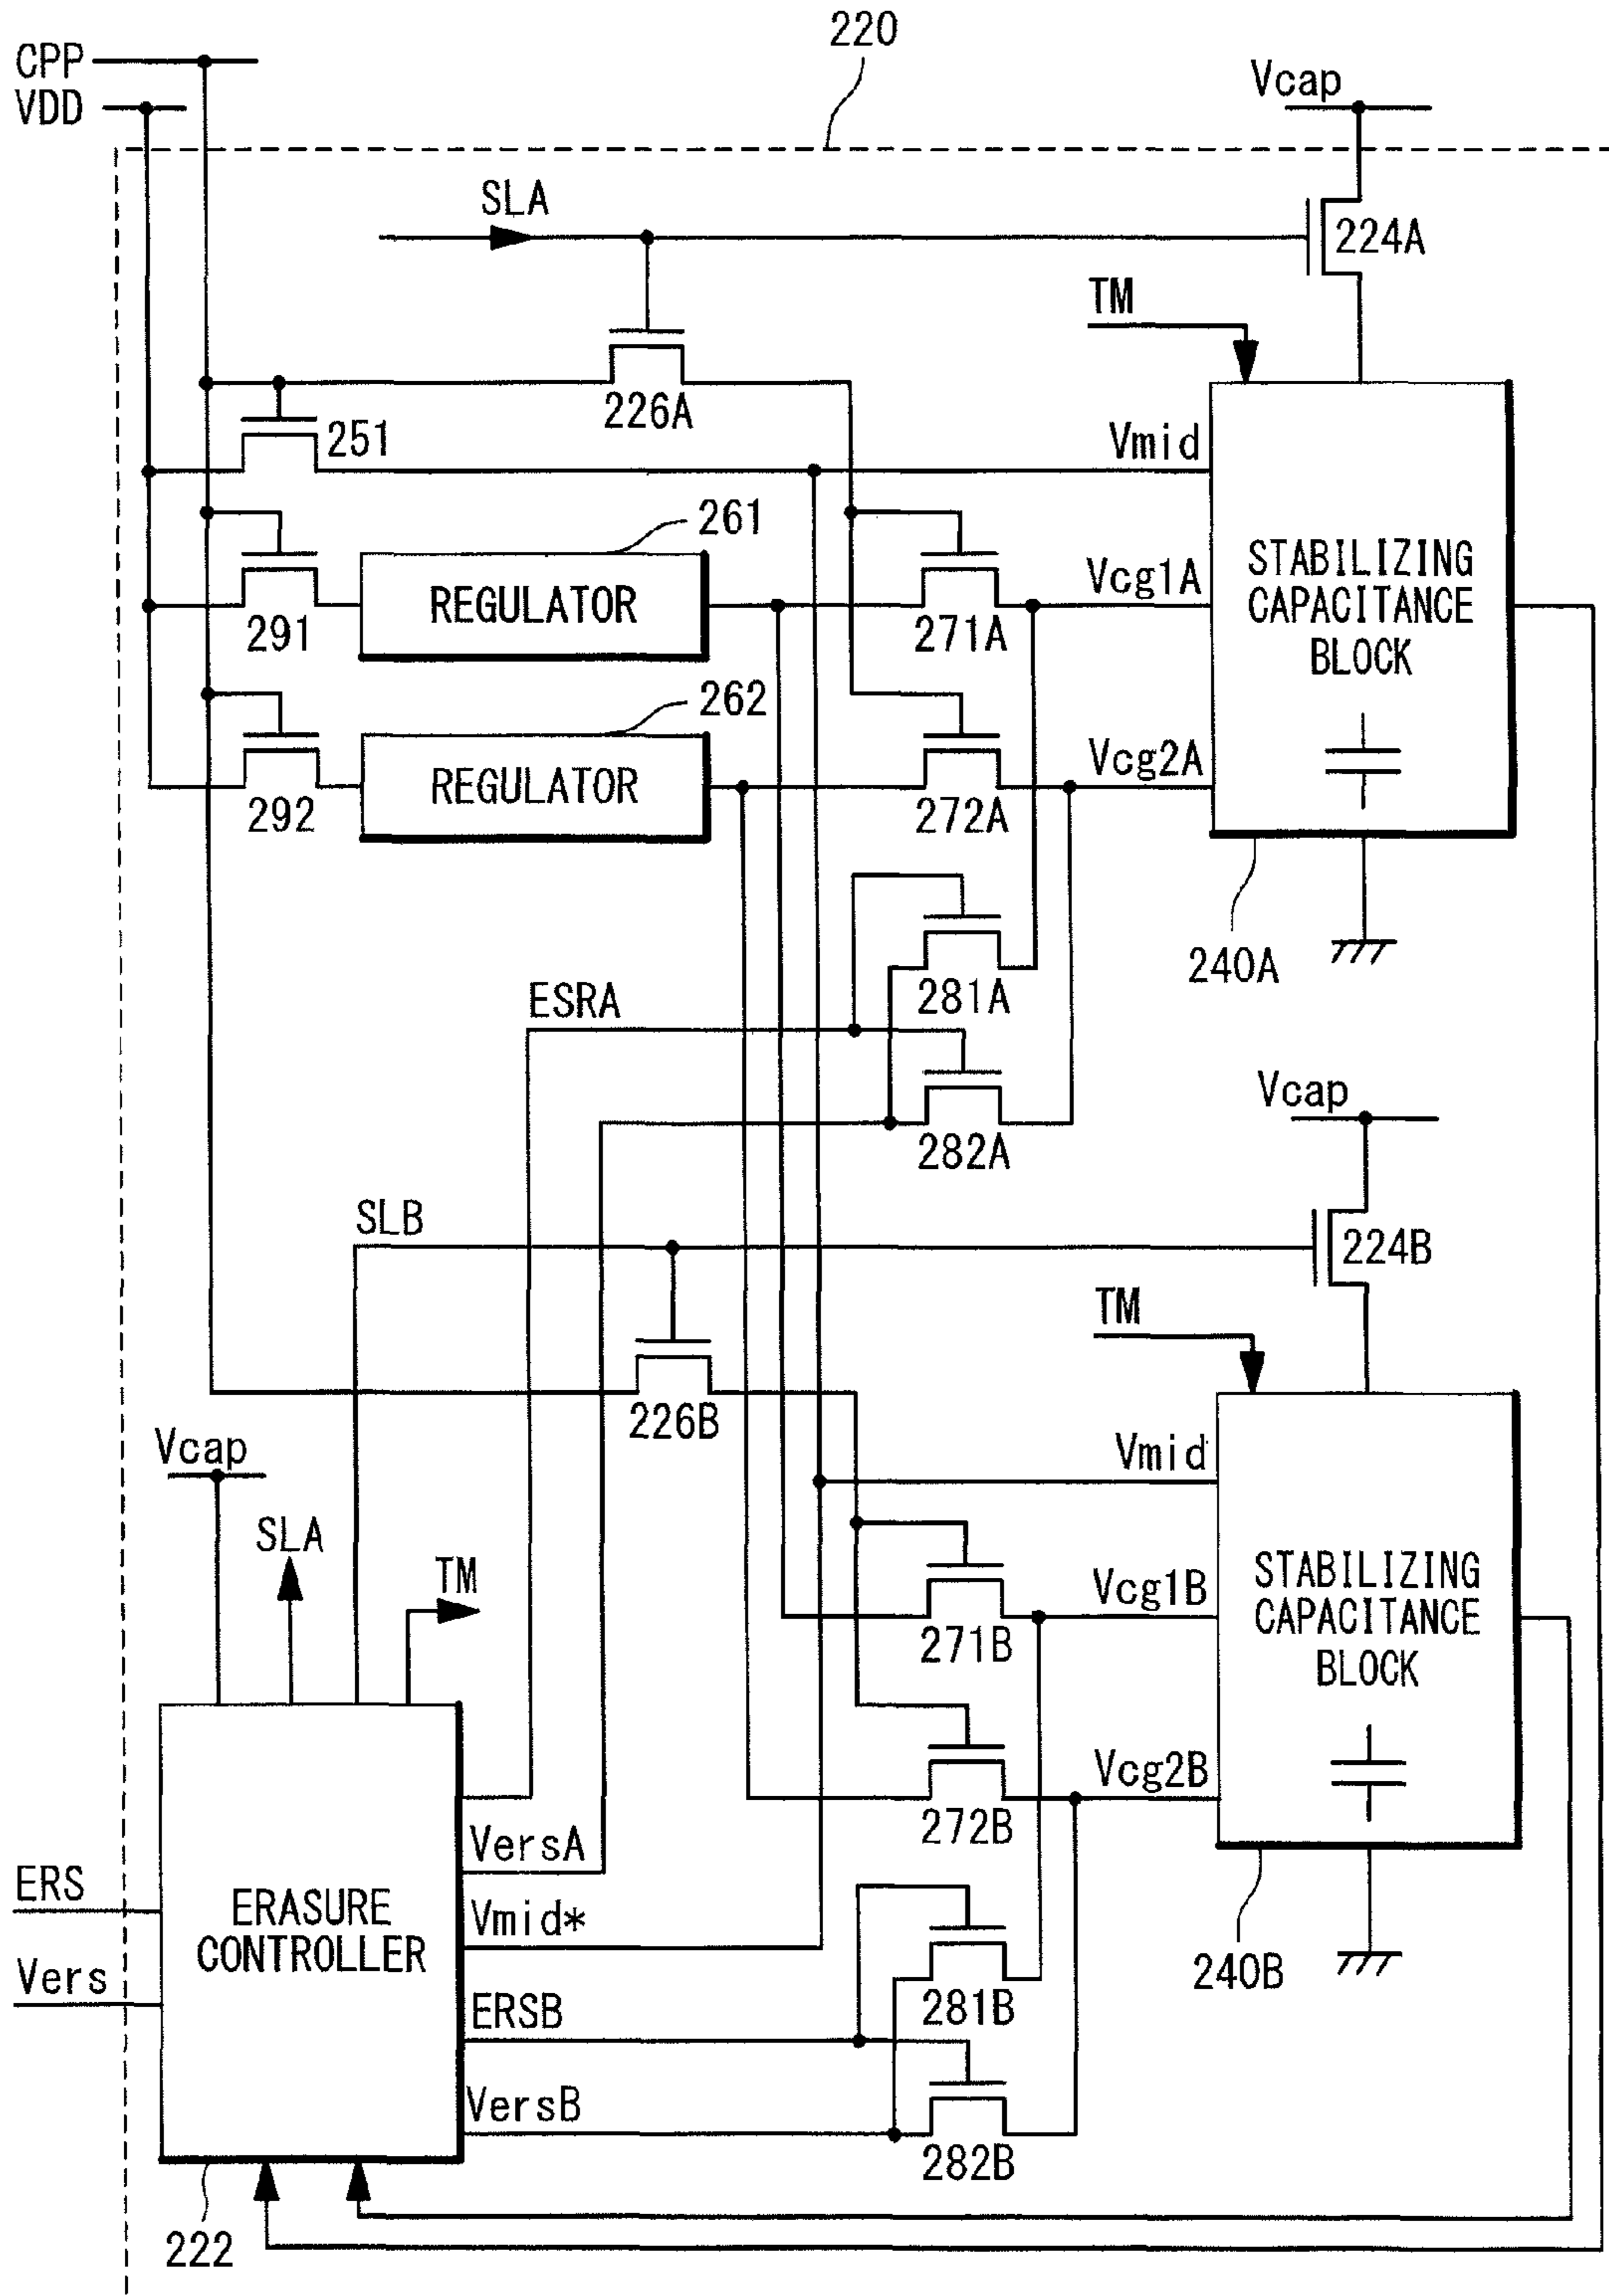 220
CPP
VDD
Vcap
SLA
224A
TM
226A
251
Vmid
261
REGULATOR
291
271A
Vcg1A
STABILIZING
CAPACITANCE
BLOCK
262
REGULATOR
292
272A
Vcg2A
281A
240A
ESRA
282A
Vcap
SLB
224B
TM
226B
Vcap
Vmid
SLA
TM
271B
Vcg1B
STABILIZING
CAPACITANCE
BLOCK
272B
Vcg2B
VersA
ERS
ERASURE
CONTROLLER
Vmid*
Vers
240B
281B
ERSB
VersB
282B
222